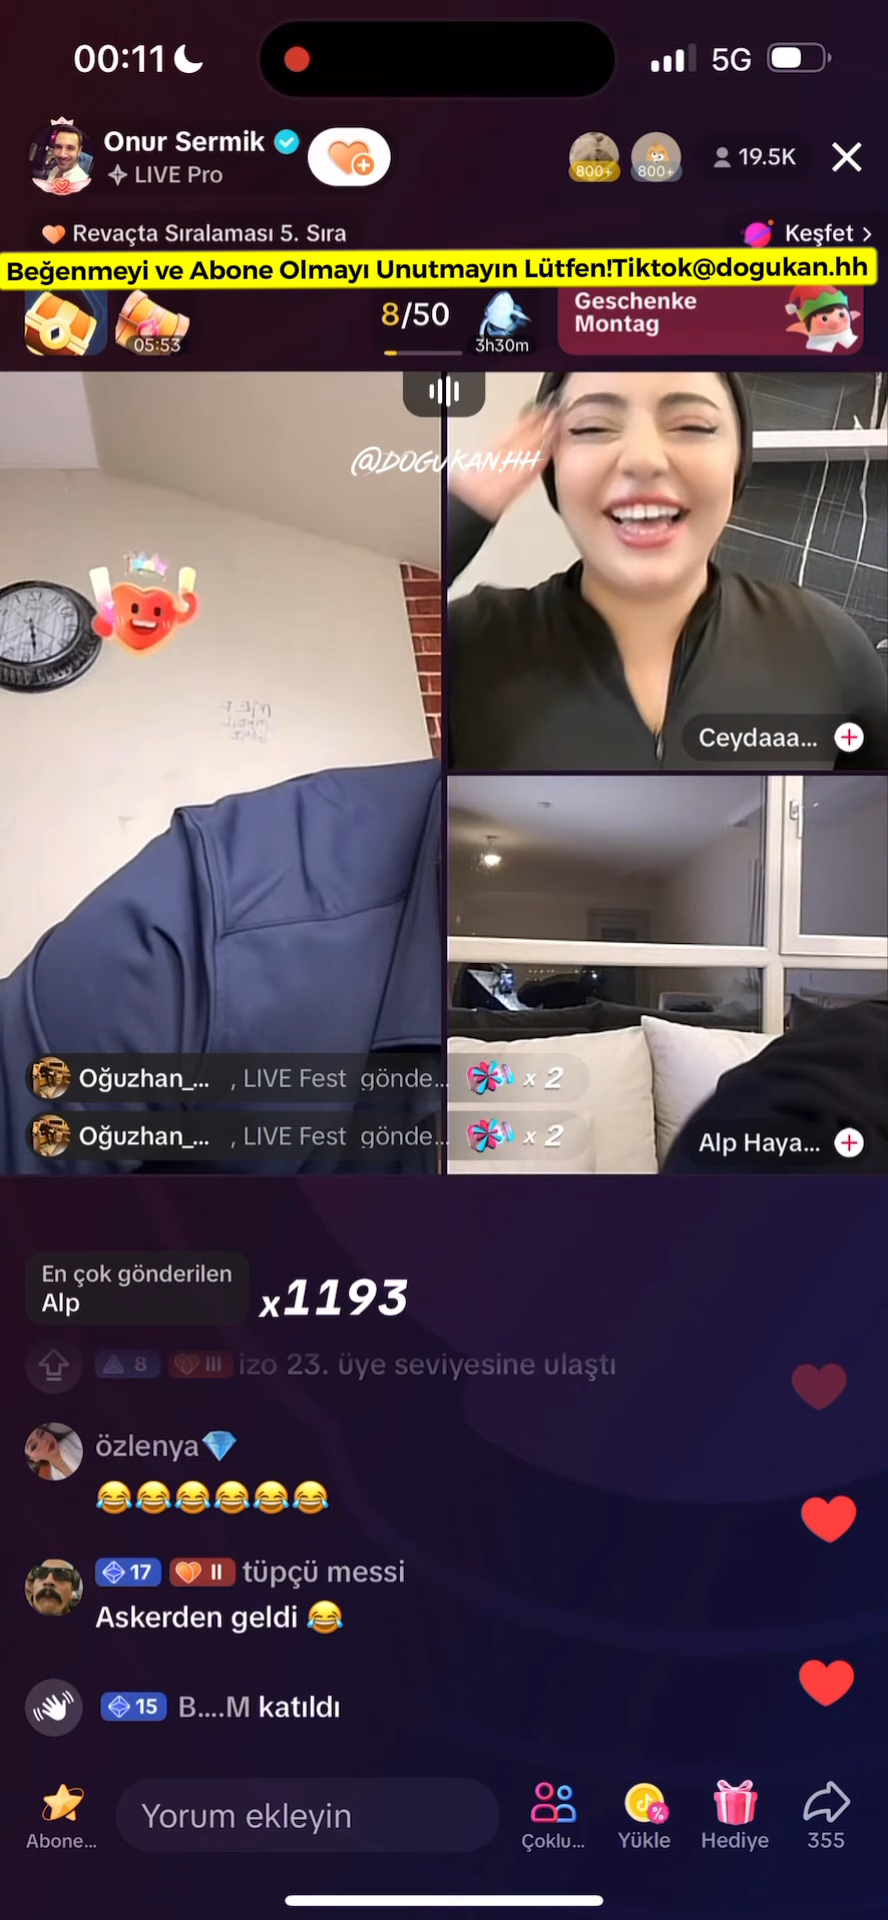 00:11
5G
Onur Sermik
LIVE Pro
800+
800+
19.5K
Revaçta Sıralaması 5. Sıra
Keşfet >
Beğenmeyi ve Abone Olmayı Unutmayın Lütfen!Tiktok@dogukan.hh
05:53
8/50
3h30m
Geschenke
Montag
@DOGUKAN.HH
Ceydaaa...
Oğuzhan_... , LIVE Fest gönde... x 2
Oğuzhan_... , LIVE Fest gönde... x 2
Alp Haya...
En çok gönderilen
Alp
x1193
8 III izo 23. üye seviyesine ulaştı
özlenya💎
😂😂😂😂😂😂
17 II tüpçü messi
Askerden geldi 😂
15 B....M katıldı
Yorum ekleyin
Abone...
Çoklu...
Yükle
Hediye
355